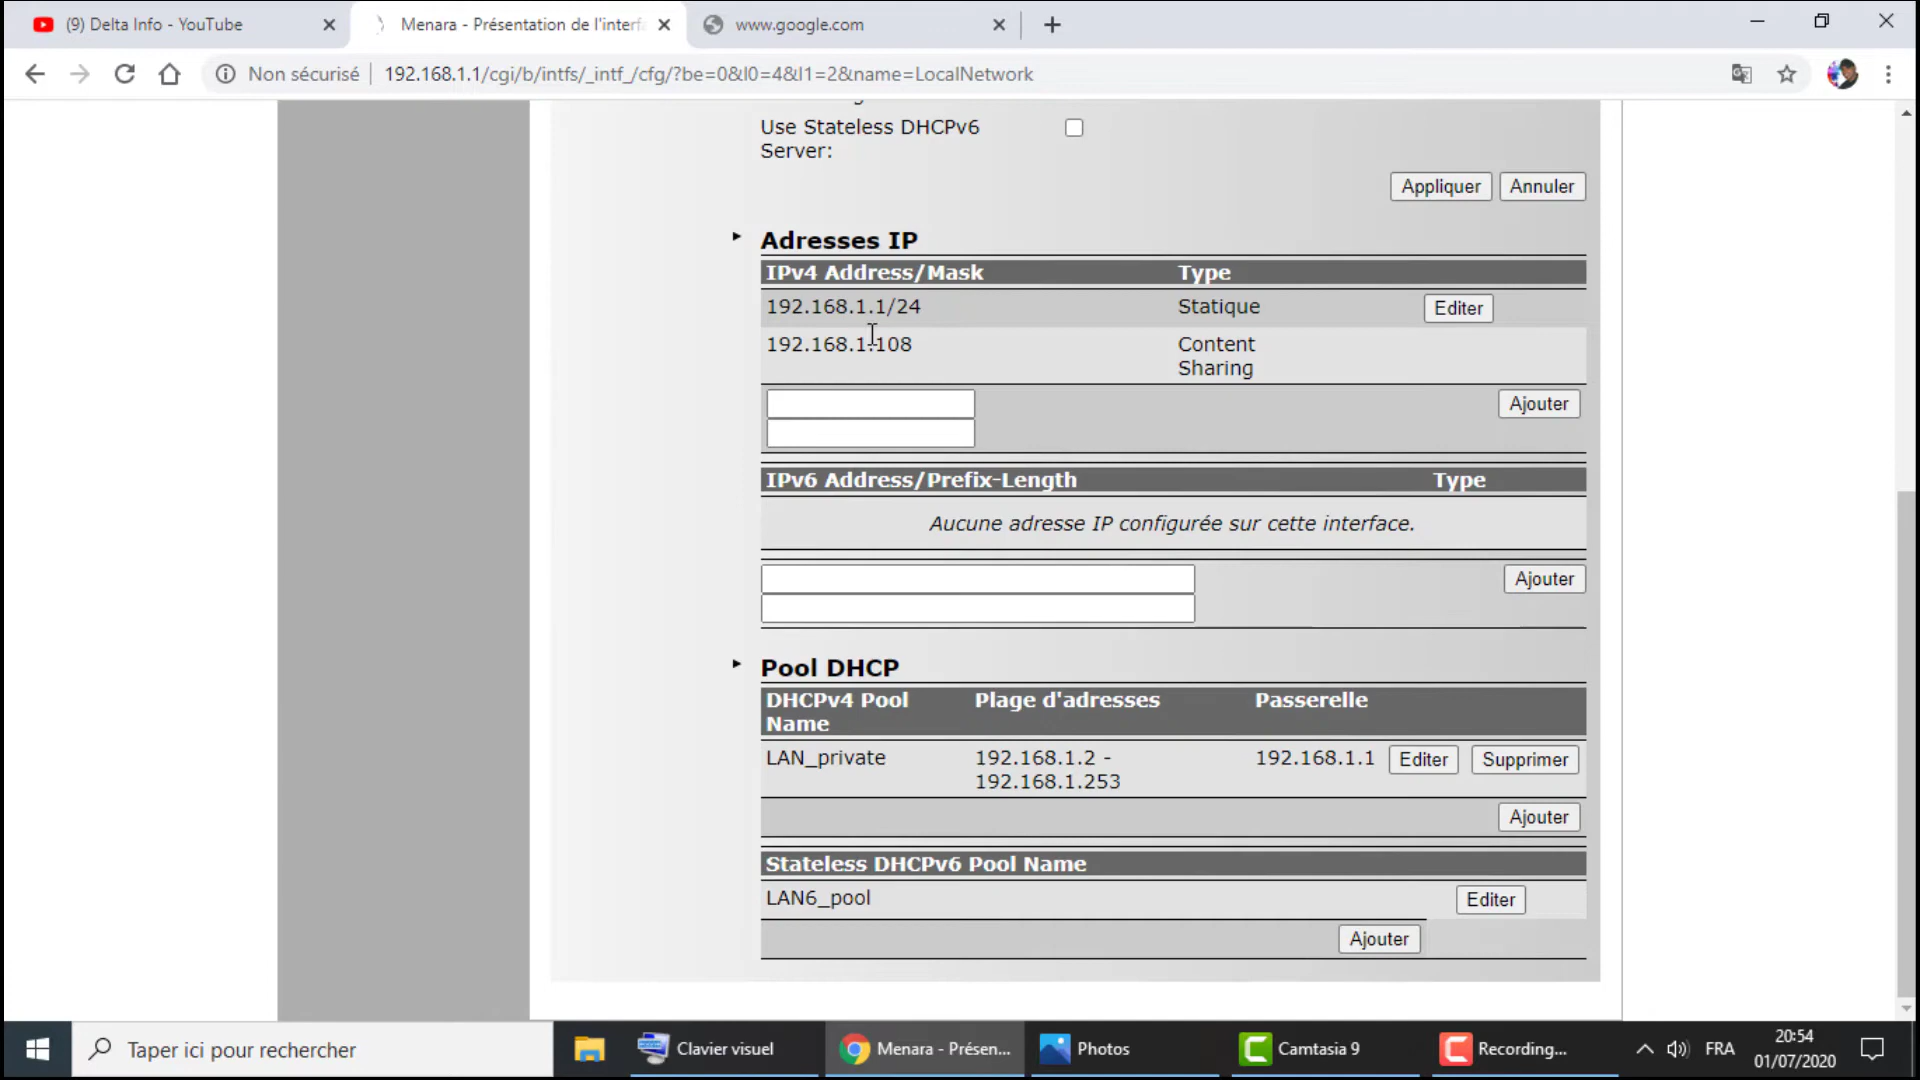 (9) Delta Info - YouTube
Menara - Présentation de l'interf
www.google.com
Non sécurisé
192.168.1.1/cgi/b/intfs/_intf_/cfg/?be=0&l0=4&l1=2&name=LocalNetwork
Use Stateless DHCPv6
Server:
Appliquer Annuler
Adresses IP
IPv4 Address/Mask Type
192.168.1.1/24 Statique Editer
192.168.1.108 Content
Sharing
Ajouter
IPv6 Address/Prefix-Length Type
Aucune adresse IP configurée sur cette interface.
Ajouter
Pool DHCP
DHCPv4 Pool Plage d'adresses Passerelle
Name
LAN_private 192.168.1.2 - 192.168.1.1 Editer Supprimer
192.168.1.253
Ajouter
Stateless DHCPv6 Pool Name
LAN6_pool Editer
Ajouter
Taper ici pour rechercher
Clavier visuel
Menara - Présen...
Photos
Camtasia 9
Recording...
FRA
20:54
01/07/2020